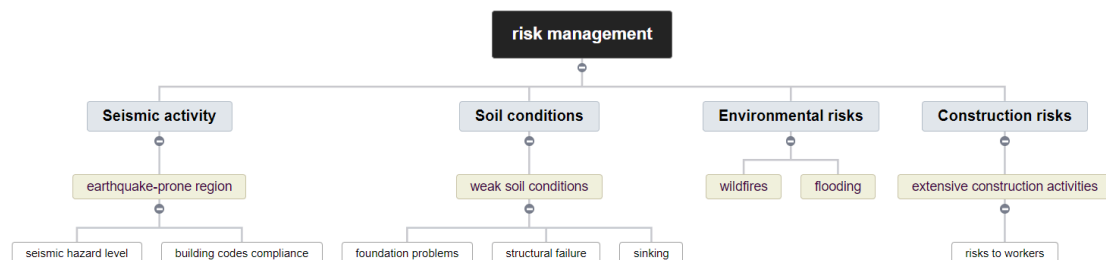 risk management
Seismic activity
Soil conditions
Environmental risks
Construction risks
earthquake-prone region
weak soil conditions
wildfires
flooding
extensive construction activities
seismic hazard level
building codes compliance
foundation problems
structural failure
sinking
risks to workers